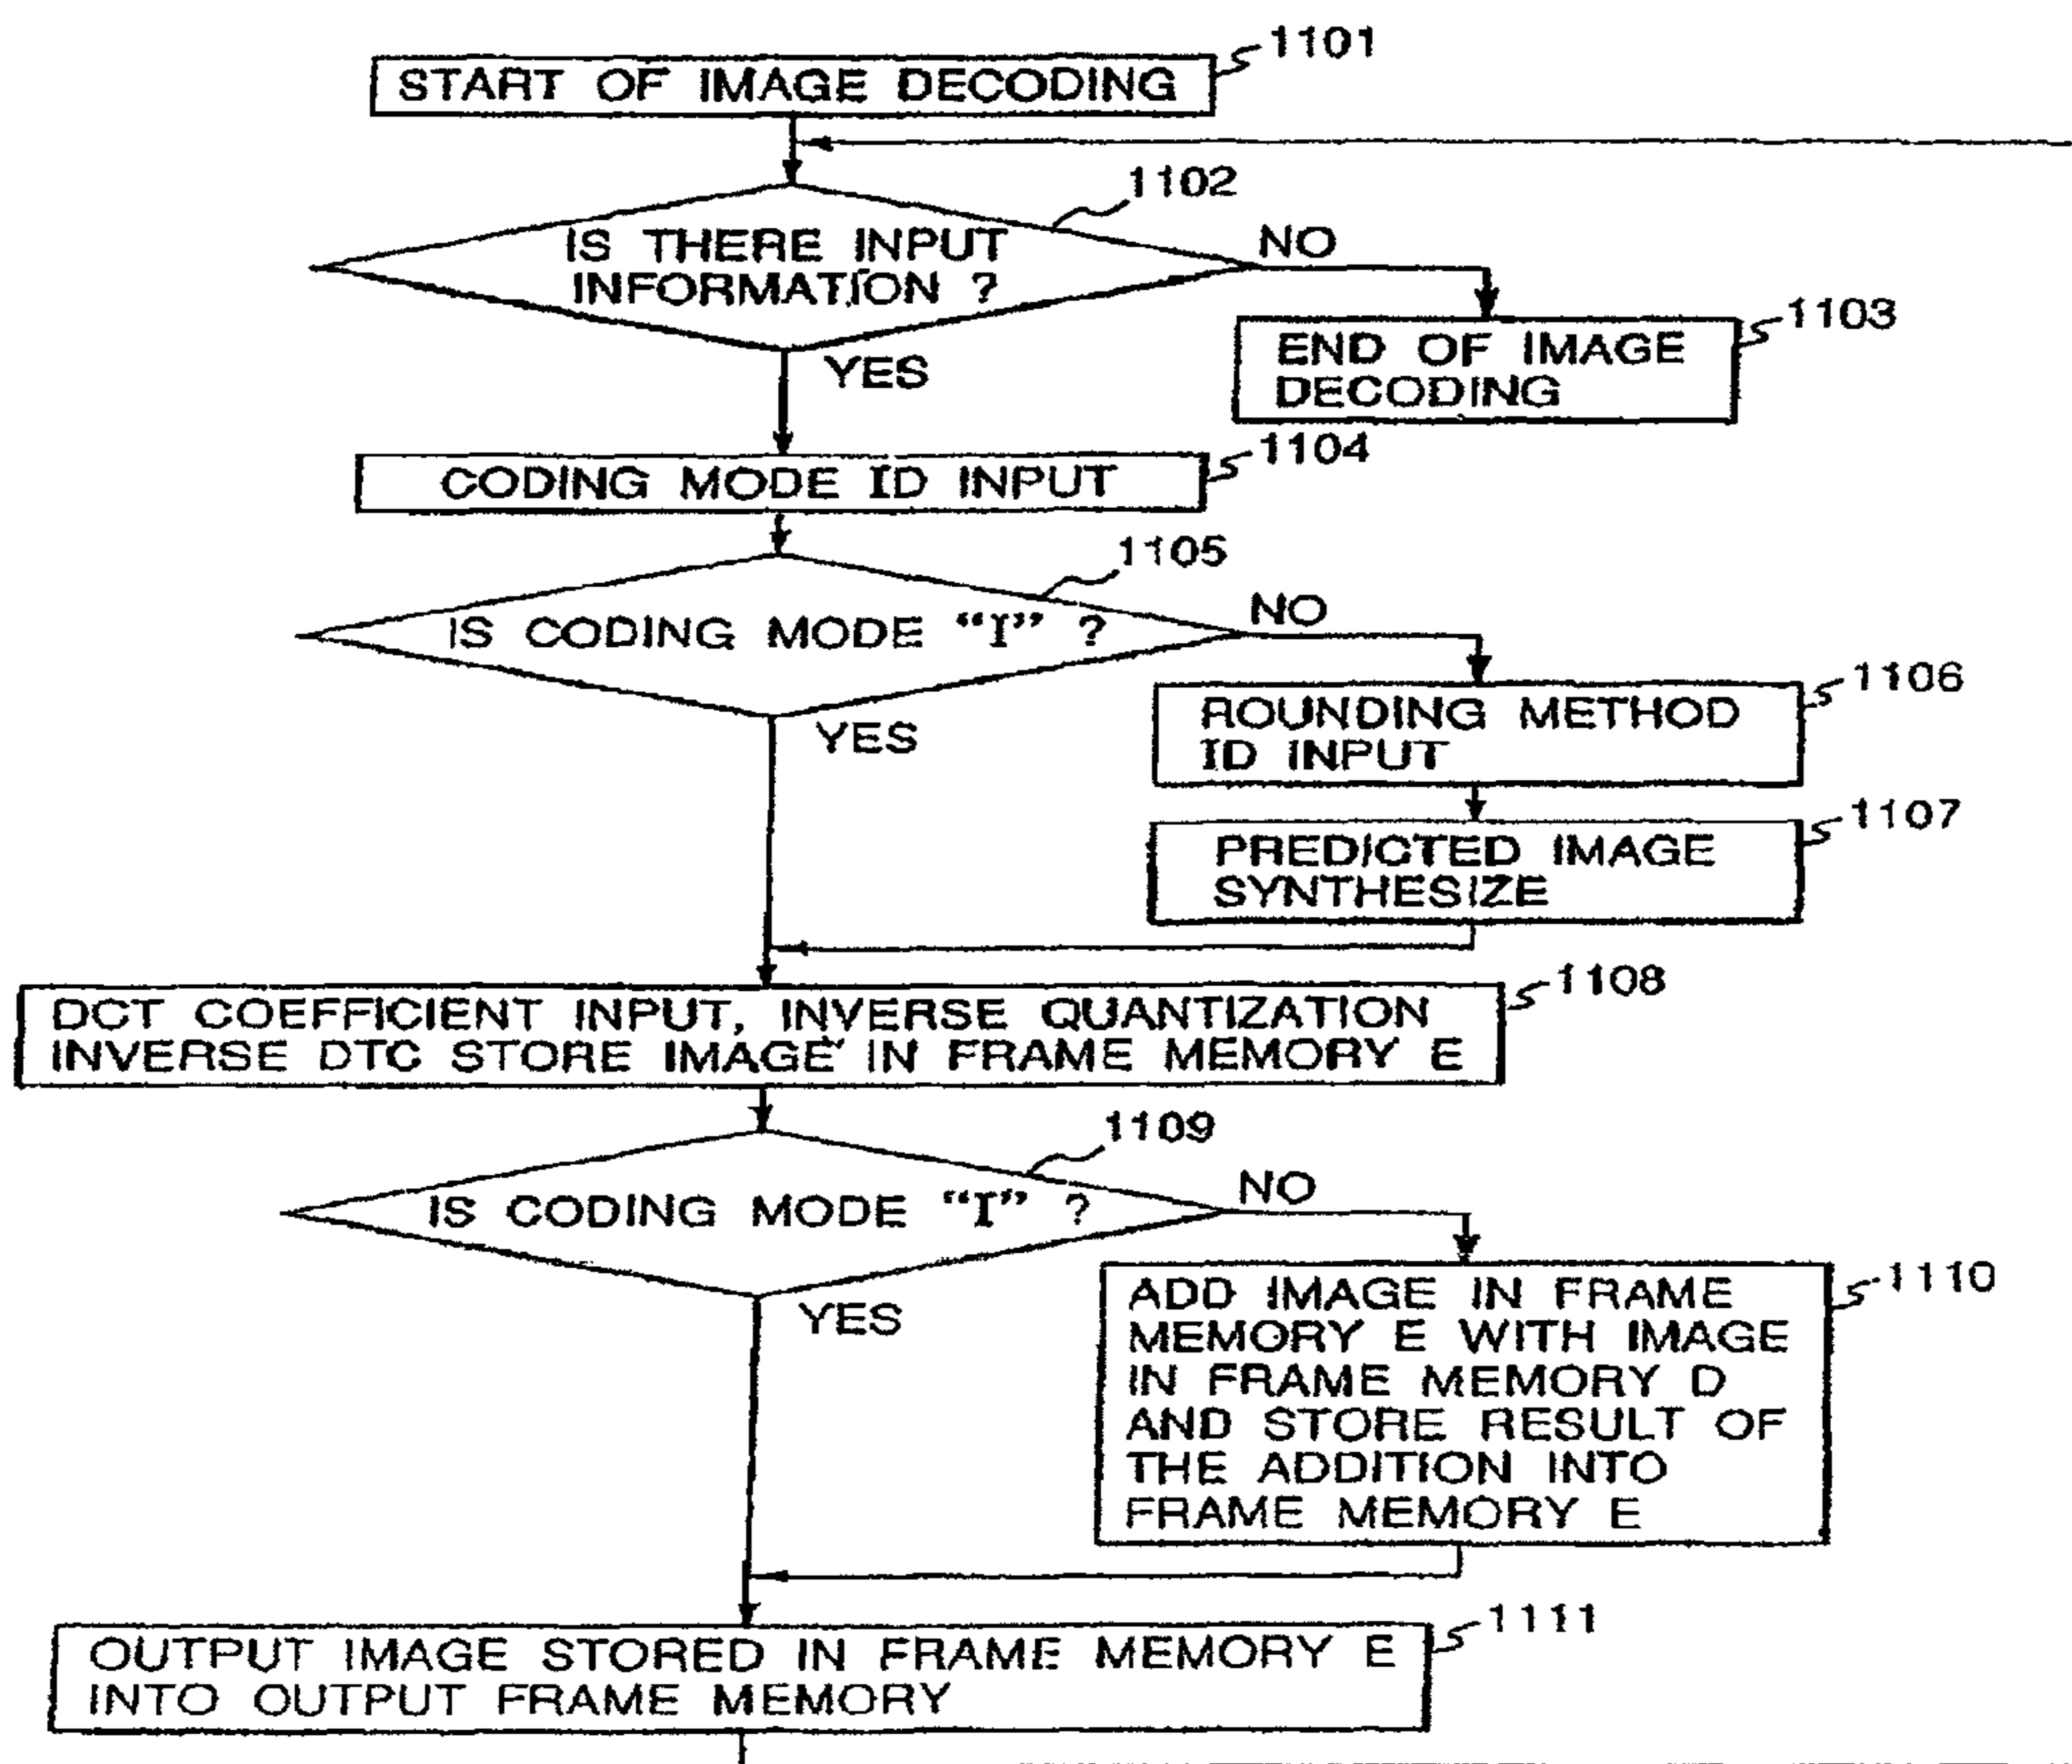 1101
START OF IMAGE DECODING
1102
IS THERE INPUT
INFORMATION ?
NO
YES
1103
END OF IMAGE
DECODING
1104
CODING MODE ID INPUT
1105
IS CODING MODE “I” ?
NO
YES
1106
ROUNDING METHOD
ID INPUT
1107
PREDICTED IMAGE
SYNTHESIZE
1108
DCT COEFFICIENT INPUT, INVERSE QUANTIZATION
INVERSE DTC STORE IMAGE IN FRAME MEMORY E
1109
IS CODING MODE “I” ?
NO
YES
1110
ADD IMAGE IN FRAME
MEMORY E WITH IMAGE
IN FRAME MEMORY D
AND STORE RESULT OF
THE ADDITION INTO
FRAME MEMORY E
1111
OUTPUT IMAGE STORED IN FRAME MEMORY E
INTO OUTPUT FRAME MEMORY